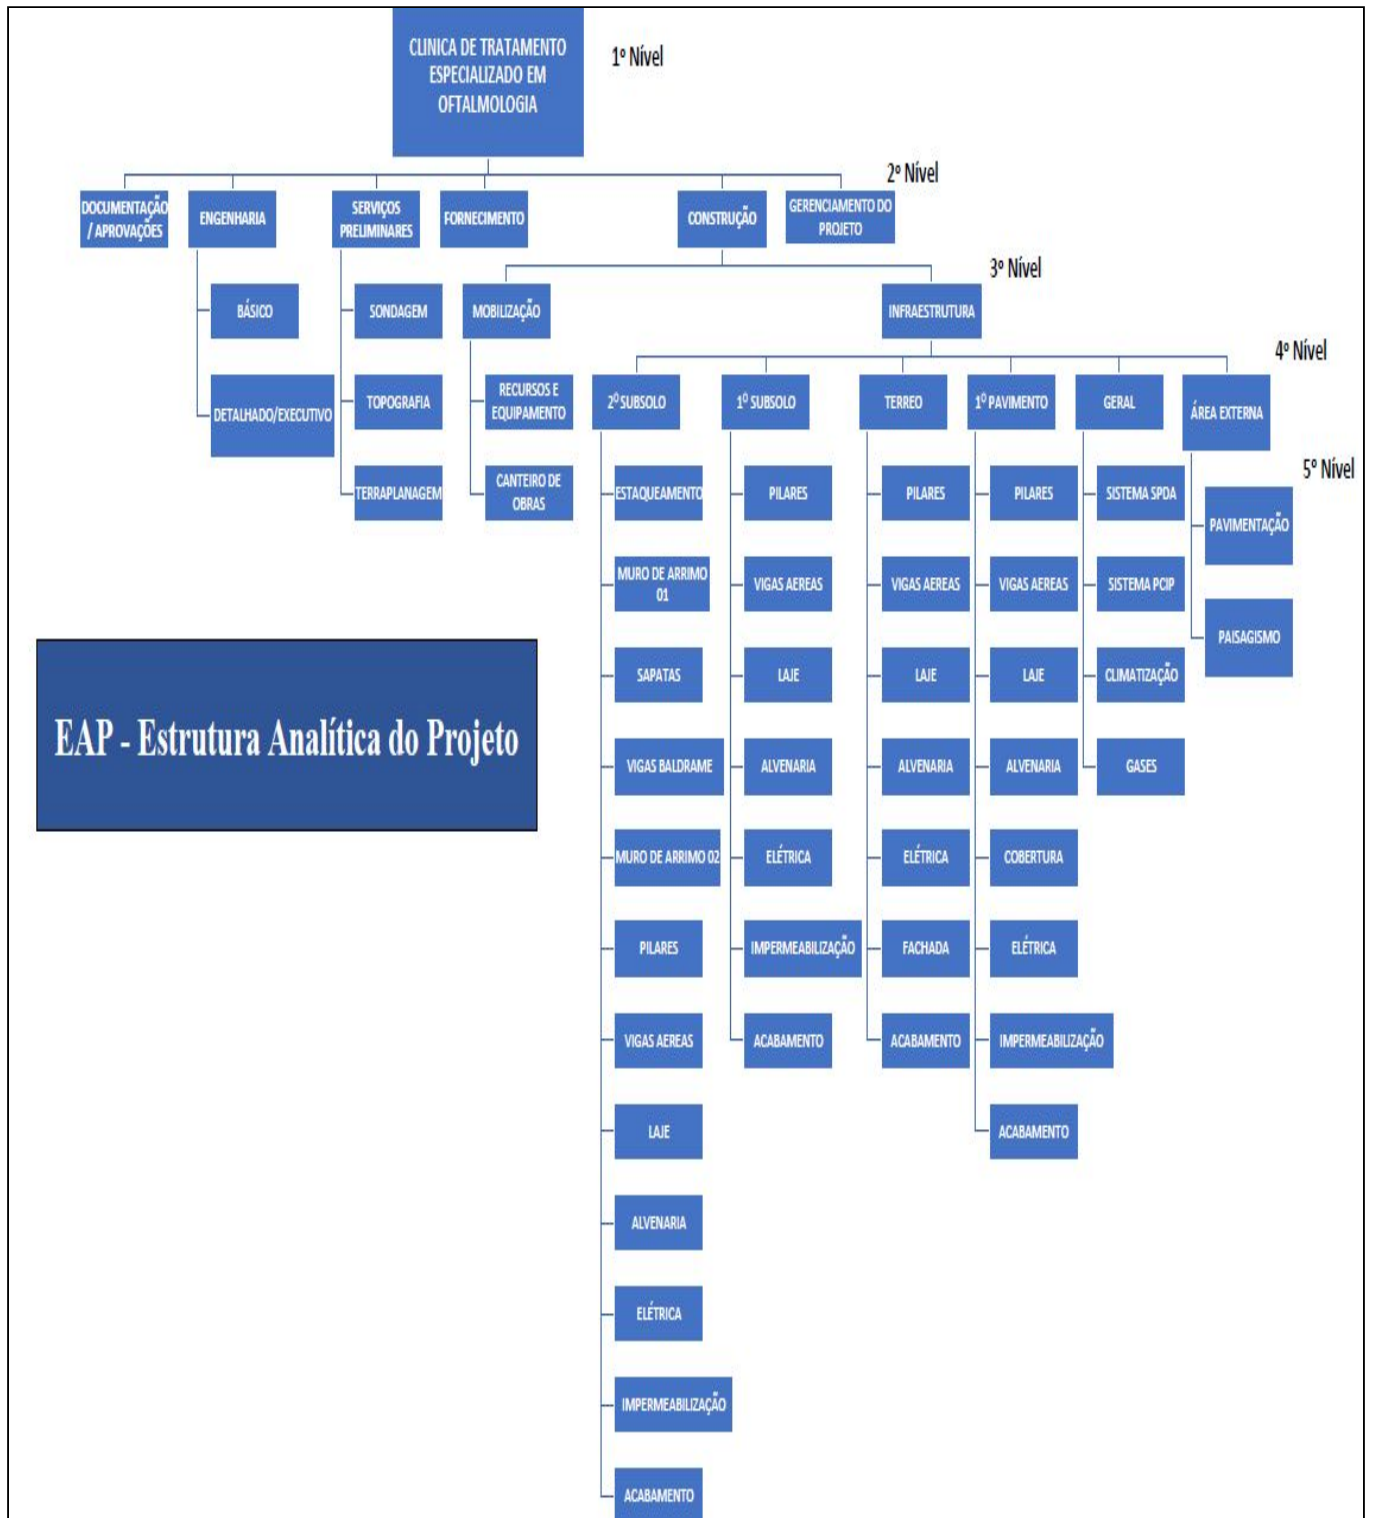 CLINICA DE TRATAMENTO
ESPECIALIZADO EM
OFTALMOLOGIA
1º Nível
2º Nível
DOCUMENTAÇÃO
/ APROVAÇÕES
ENGENHARIA
SERVIÇOS
PRELIMINARES
FORNECIMENTO
CONSTRUÇÃO
GERENCIAMENTO DO
PROJETO
3º Nível
BÁSICO
DETALHADO/EXECUTIVO
SONDAGEM
TOPOGRAFIA
TERRAPLANAGEM
MOBILIZAÇÃO
RECURSOS E
EQUIPAMENTO
CANTEIRO DE
OBRAS
INFRAESTRUTURA
4º Nível
2º SUBSOLO
1º SUBSOLO
TERREO
1º PAVIMENTO
GERAL
ÁREA EXTERNA
5º Nível
ESTAQUEAMENTO
MURO DE ARRIMO
01
SAPATAS
VIGAS BALDRAME
MURO DE ARRIMO 02
PILARES
VIGAS AEREAS
LAJE
ALVENARIA
ELÉTRICA
IMPERMEABILIZAÇÃO
ACABAMENTO
PILARES
VIGAS AEREAS
LAJE
ALVENARIA
ELÉTRICA
IMPERMEABILIZAÇÃO
ACABAMENTO
PILARES
VIGAS AEREAS
LAJE
ALVENARIA
ELÉTRICA
FACHADA
ACABAMENTO
PILARES
VIGAS AEREAS
LAJE
ALVENARIA
COBERTURA
ELÉTRICA
IMPERMEABILIZAÇÃO
ACABAMENTO
SISTEMA SPDA
SISTEMA PCIP
CLIMATIZAÇÃO
GASES
PAVIMENTAÇÃO
PAISAGISMO
EAP - Estrutura Analítica do Projeto